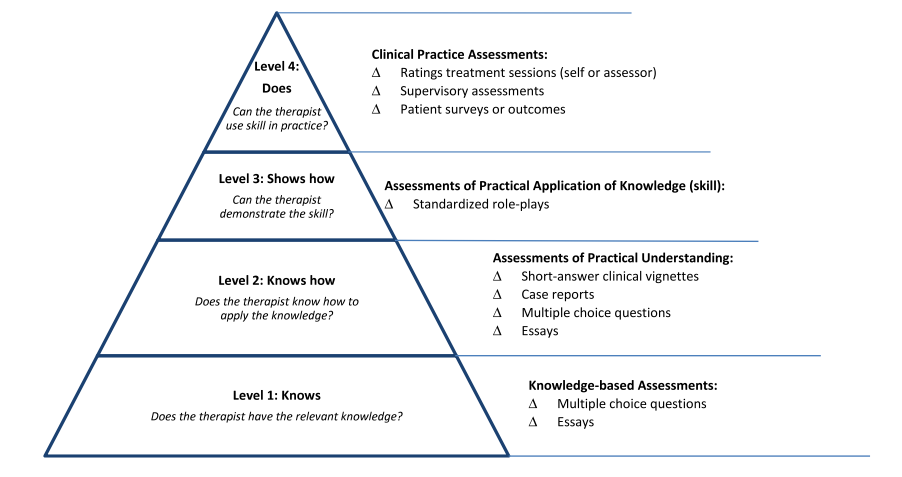 Level 4:
Does
Can the therapist
use skill in practice?
Clinical Practice Assessments:
Δ Ratings treatment sessions (self or assessor)
Δ Supervisory assessments
Δ Patient surveys or outcomes
Level 3: Shows how
Can the therapist
demonstrate the skill?
Assessments of Practical Application of Knowledge (skill):
Δ Standardized role-plays
Level 2: Knows how
Does the therapist know how to
apply the knowledge?
Assessments of Practical Understanding:
Δ Short-answer clinical vignettes
Δ Case reports
Δ Multiple choice questions
Δ Essays
Level 1: Knows
Does the therapist have the relevant knowledge?
Knowledge-based Assessments:
Δ Multiple choice questions
Δ Essays